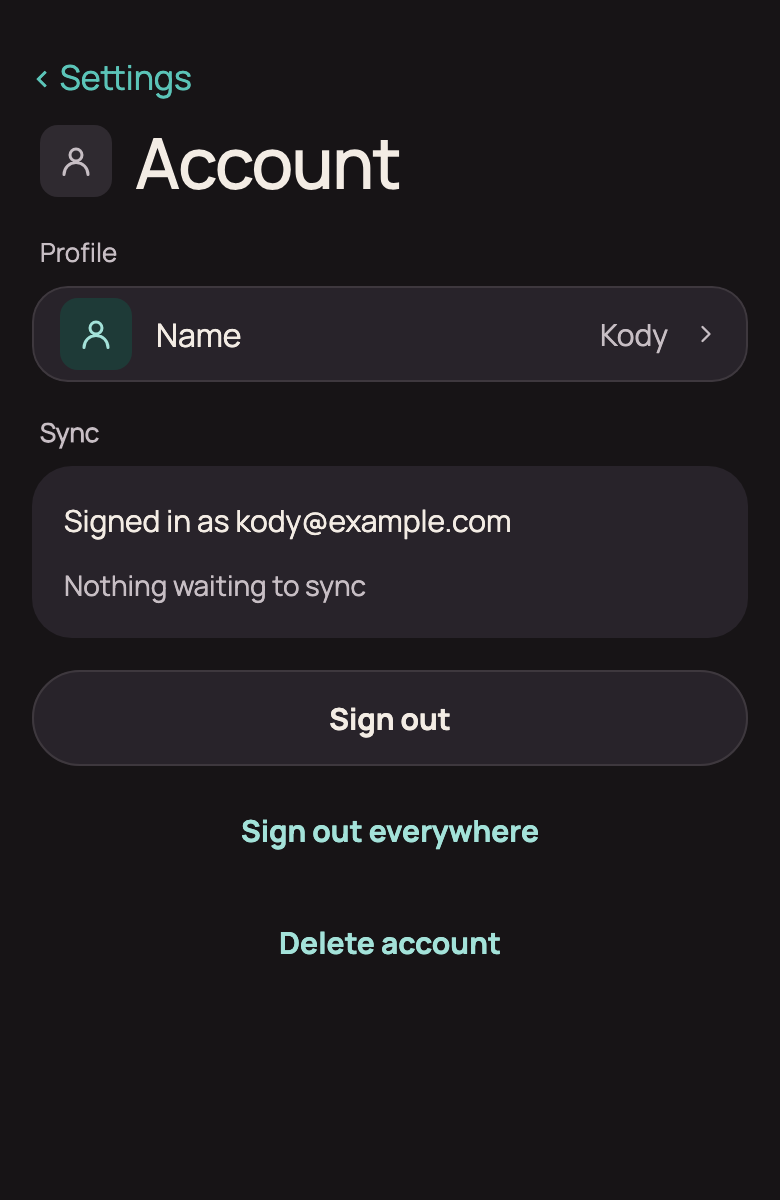 Settings
Account
Profile
Name Kody
Sync
Signed in as kody@example.com
Nothing waiting to sync
Sign out
Sign out everywhere
Delete account